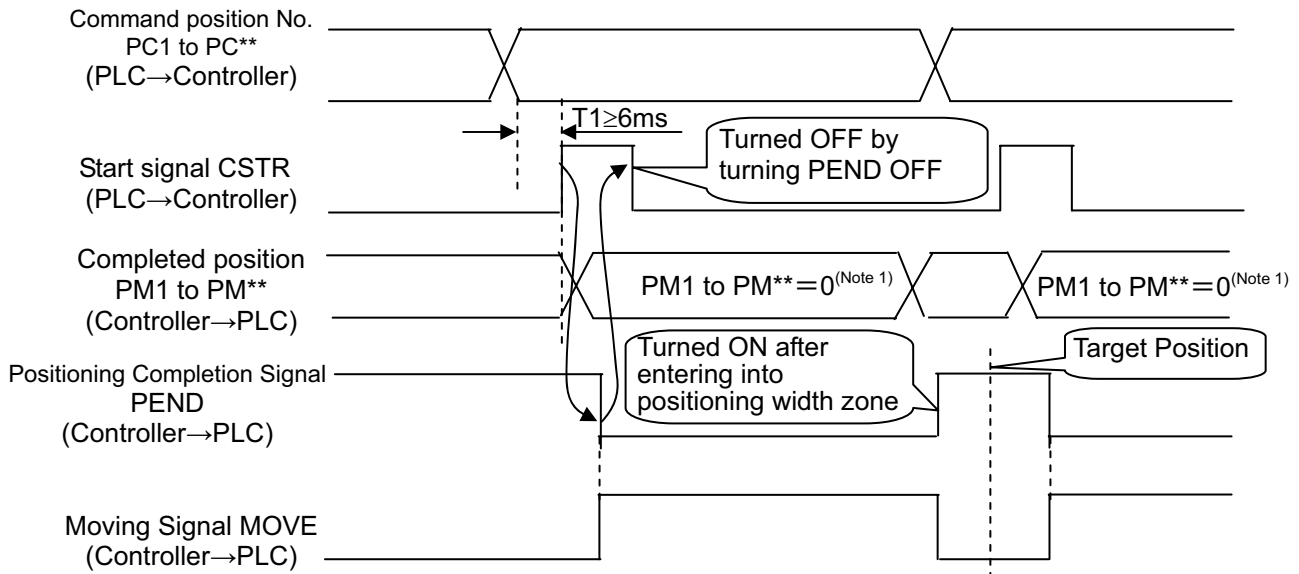 Command position No.
PC1 to PC**
(PLC→Controller)
T1≥6ms
Turned OFF by
turning PEND OFF
Start signal CSTR
(PLC→Controller)
Completed position
PM1 to PM**
(Controller→PLC)
PM1 to PM**＝0(Note 1)
PM1 to PM**＝0(Note 1)
Turned ON after
entering into
positioning width zone
Target Position
Positioning Completion Signal
PEND
(Controller→PLC)
Moving Signal MOVE
(Controller→PLC)